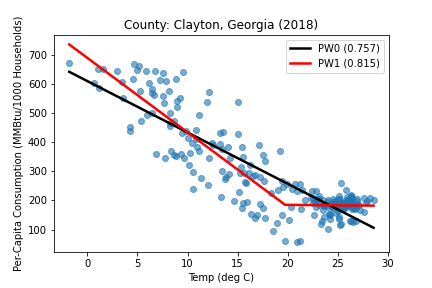 County: Clayton, Georgia (2018)
Per-Capita Consumption (MMBtu/1000 Households)
700
600
500
400
300
200
100
PW0 (0.757)
PW1 (0.815)
0 5 10 15 20 25 30
Temp (deg C)